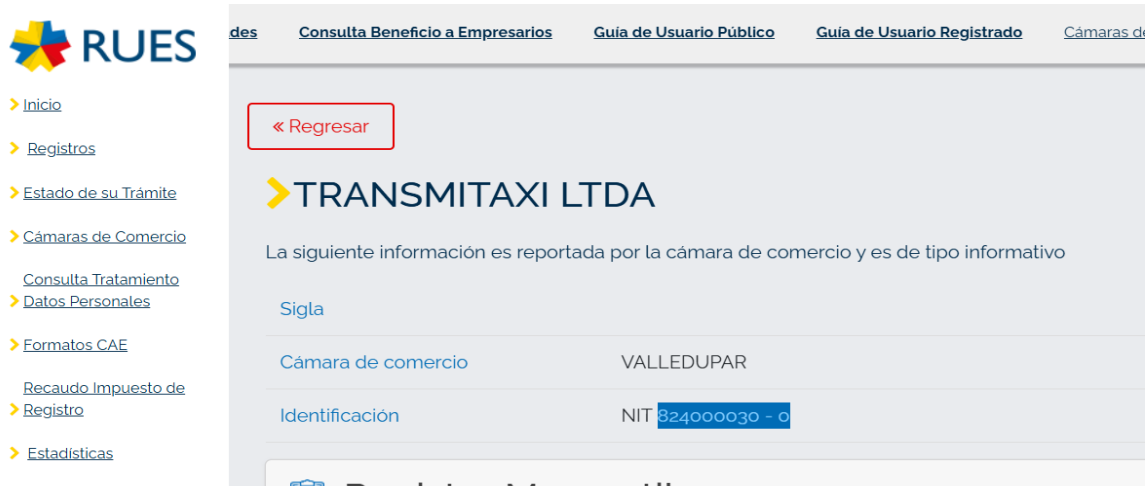 RUES
des Consulta Beneficio a Empresarios Guía de Usuario Público Guía de Usuario Registrado Cámaras de
Inicio
Registros
Estado de su Trámite
Cámaras de Comercio
Consulta Tratamiento
Datos Personales
Formatos CAE
Recaudo Impuesto de
Registro
Estadísticas
« Regresar
TRANSMITAXI LTDA
La siguiente información es reportada por la cámara de comercio y es de tipo informativo
Sigla
Cámara de comercio VALLEDUPAR
Identificación NIT 824000030 - 0